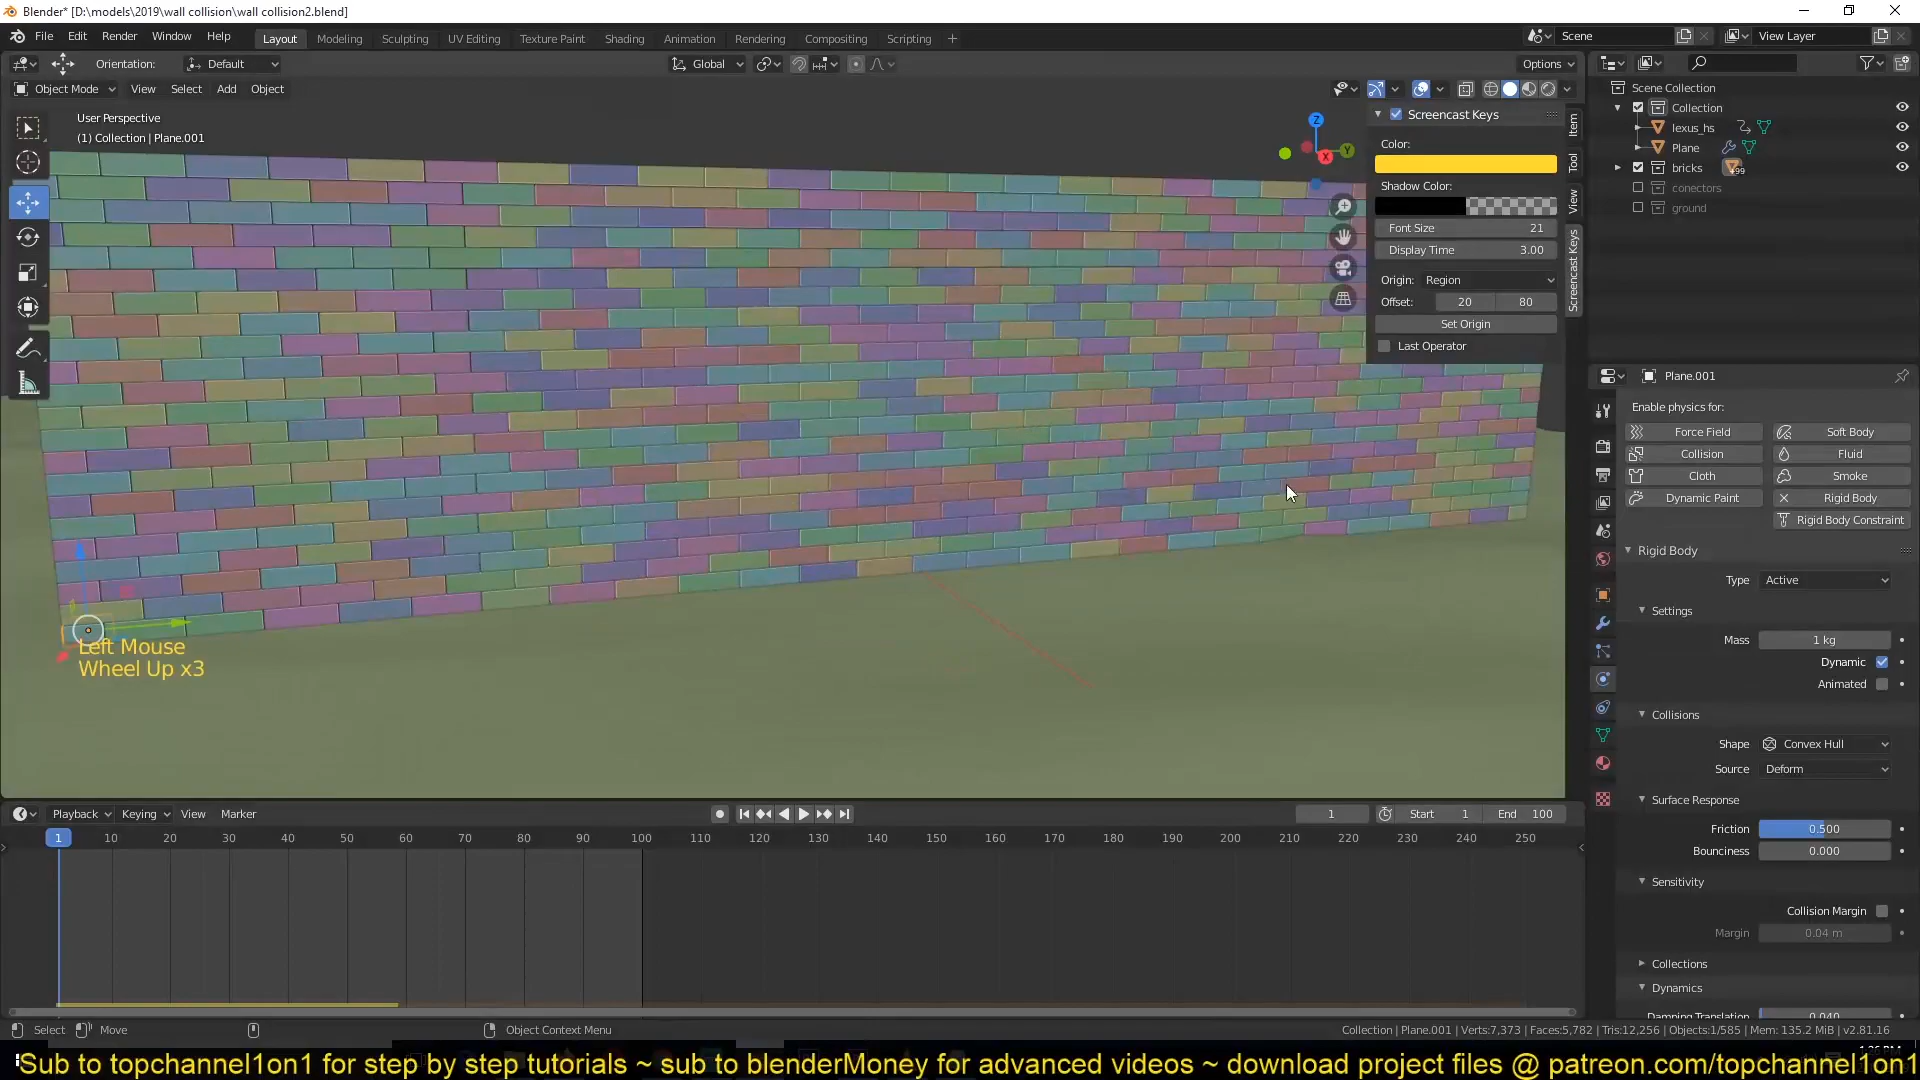 Blender* [D:\models\2019\wall collision\wall collision2.blend]
File Edit Render Window Help Layout Modeling Sculpting UV Editing Texture Paint Shading Animation Rendering Compositing Scripting + Scene View Layer
Orientation: Default Global Options
Object Mode View Select Add Object
User Perspective
(1) Collection | Plane.001
Z
Y
X
Screencast Keys
Color:
Shadow Color:
Font Size 21
Display Time 3.00
Origin: Region
Offset: 20 80
Set Origin
Last Operator
Item
Tool
View
Screencast Keys
Scene Collection
Collection
lexus_hs
Plane
bricks
conectors
ground
Plane.001
Enable physics for:
Force Field Soft Body
Collision Fluid
Cloth Smoke
Dynamic Paint Rigid Body
Rigid Body Constraint
Rigid Body
Type Active
Settings
Mass 1 kg
Dynamic
Animated
Collisions
Shape Convex Hull
Source Deform
Surface Response
Friction 0.500
Bounciness 0.000
Sensitivity
Collision Margin
Margin 0.04 m
Collections
Dynamics
Damping Translation 0.040
Left Mouse
Wheel Up x3
Playback Keying View Marker 1 Start 1 End 100
1 10 20 30 40 50 60 70 80 90 100 110 120 130 140 150 160 170 180 190 200 210 220 230 240 250
Select Move Object Context Menu Collection | Plane.001 | Verts:7,373 | Faces:5,782 | Tris:12,256 | Objects:1/585 | Mem: 135.2 MiB | v2.81.16
Sub to topchannel1on1 for step by step tutorials ~ sub to blenderMoney for advanced videos ~ download project files @ patreon.com/topchannel1on1